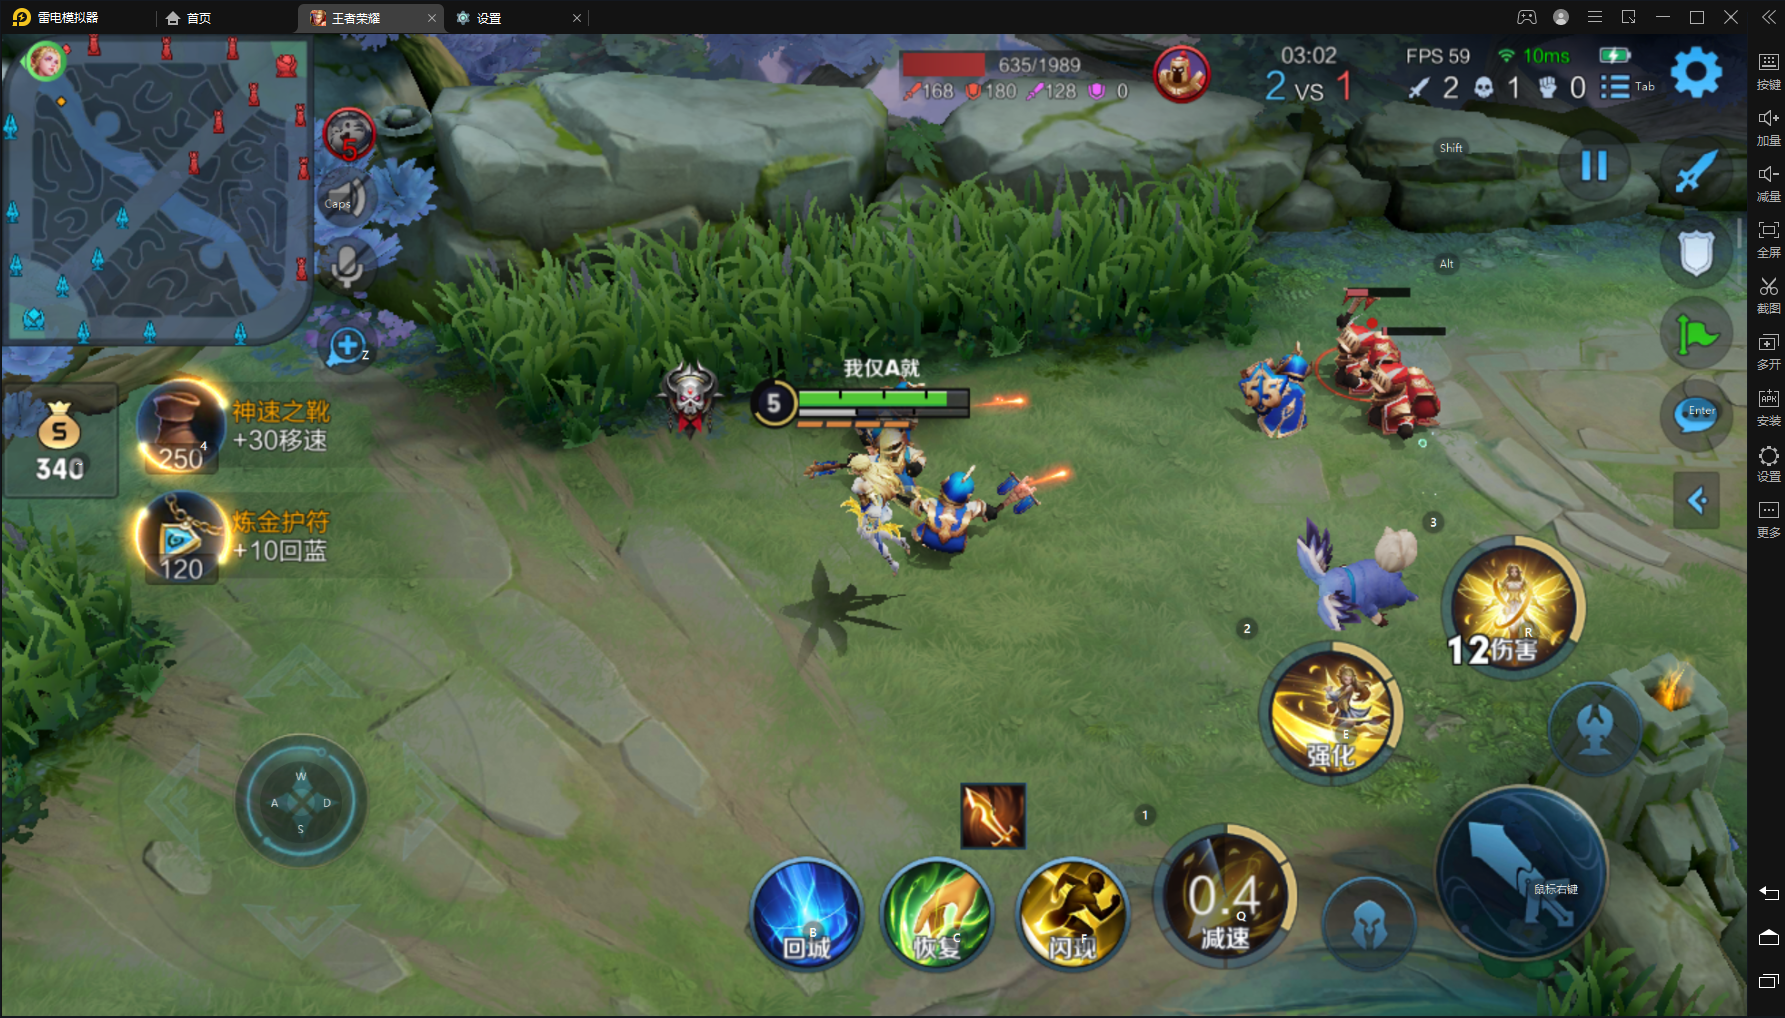 雷电模拟器
首页
王者荣耀
设置
635/1989
168
180
128
0
03:02
2 VS 1
FPS 59
10ms
2
1
0
Tab
按键
加量
减量
全屏
截图
多开
APK
安装
设置
更多
5
Caps
Shift
Alt
Z
Enter
我仅A就
5
S
340
神速之靴
+30移速
250
4
炼金护符
+10回蓝
120
55
3
R
12伤害
2
E
强化
W
A
D
S
1
B
回城
C
恢复
F
闪现
0.4
Q
减速
鼠标右键